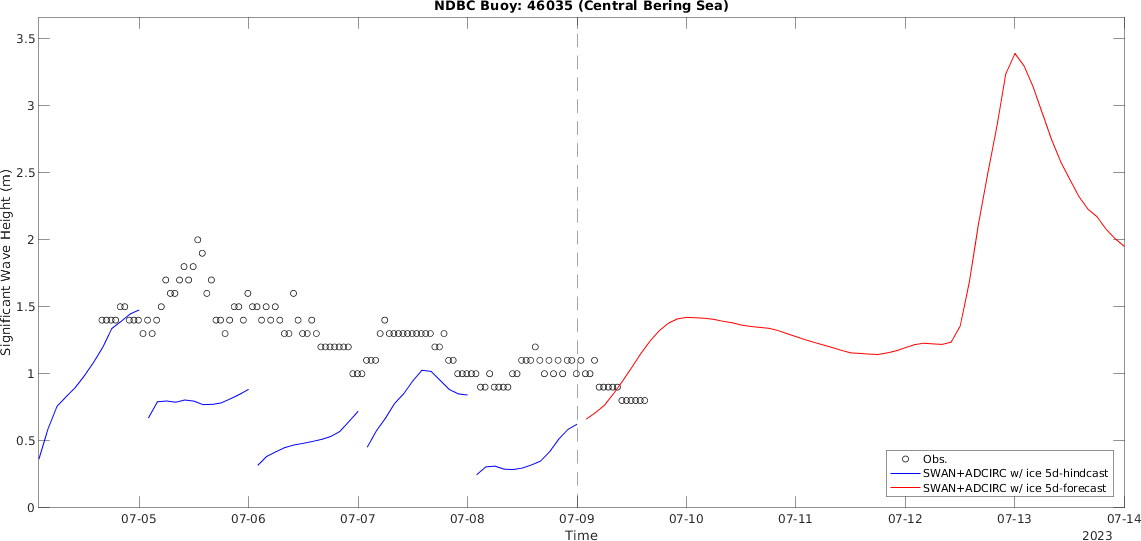 NDBC Buoy: 46035 (Central Bering Sea)
Significant Wave Height (m)
3.5
3
2.5
2
1.5
1
0.5
0
Obs.
SWAN+ADCIRC w/ ice 5d-hindcast
SWAN+ADCIRC w/ ice 5d-forecast
07-05 07-06 07-07 07-08 07-09 07-10 07-11 07-12 07-13 07-14
Time
2023